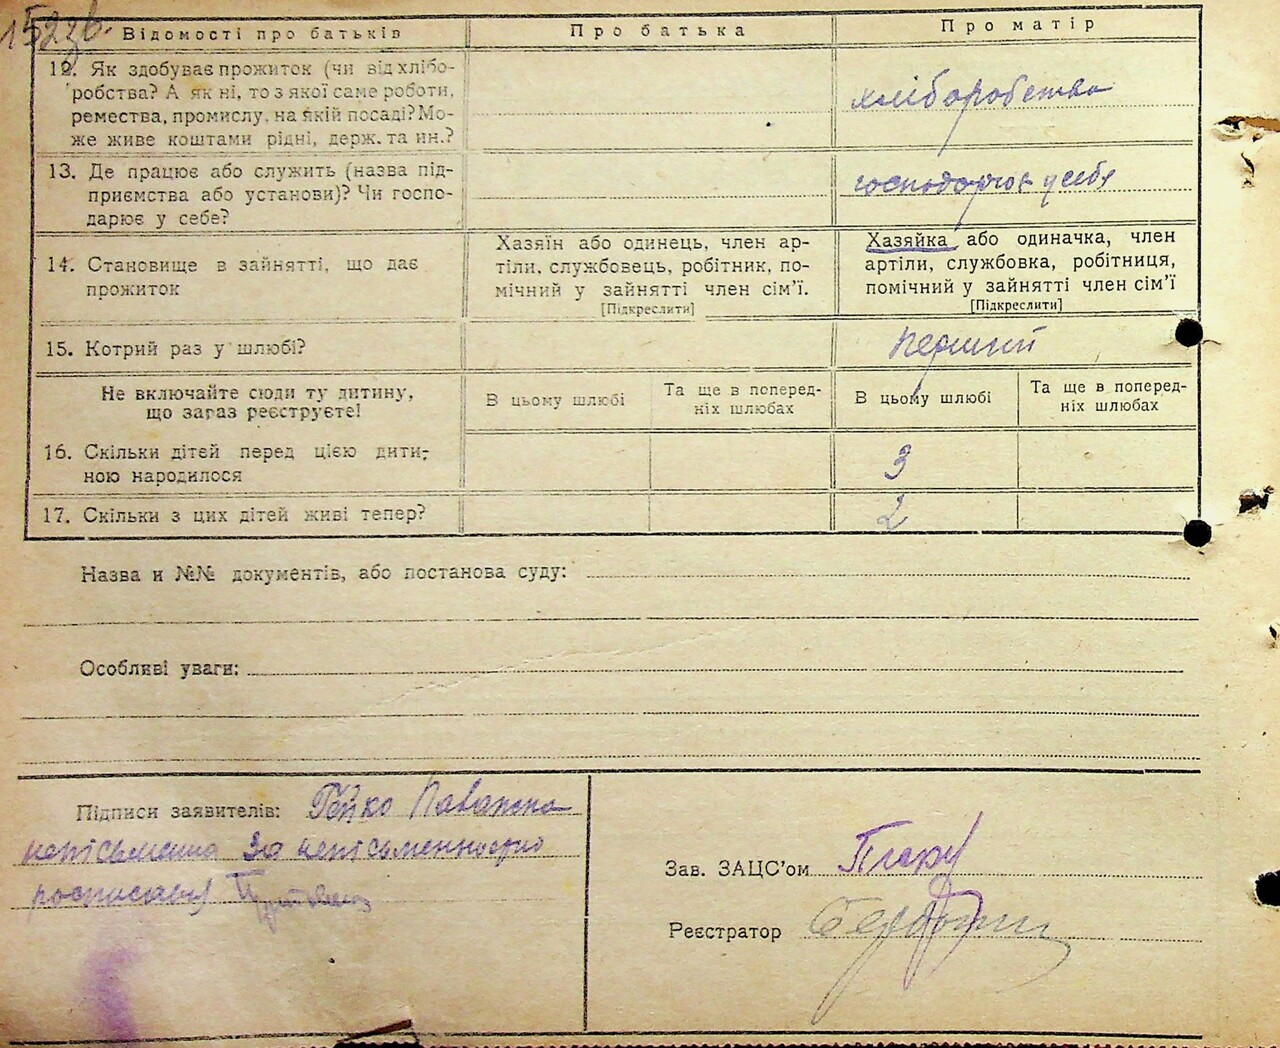 152зв.
Відомості про батьків
Про батька
Про матір
12. Як здобуває прожиток (чи від хлібо-
робства? А як ні, то з якої саме роботи,
ремества, промислу, на якій посаді? Мо-
же живе коштами рідні, держ. та ин.?
хліборобство
13. Де працює або служить (назва під-
приємства або установи)? Чи госпо-
дарює у себе?
у себе
14. Становище в зайнятті, що дає
прожиток
Хазяїн або одинець, член ар-
тіли, службовець, робітник, по-
мічний у зайнятті член сім'ї.
[Підкреслити]
Хазяйка або одиначка, член
артіли, службовка, робітниця,
помічний у зайнятті член сім'ї
[Підкреслити]
15. Котрий раз у шлюбі?
перший
Не включайте сюди ту дитину,
що зараз реєструєте!
В цьому шлюбі
Та ще в поперед-
ніх шлюбах
В цьому шлюбі
Та ще в поперед-
ніх шлюбах
16. Скільки дітей перед цією дити-
ною народилося
3
17. Скільки з цих дітей живі тепер?
2
Назва и №№ документів, або постанова суду:
Особливі уваги:
Підписи заявителів:
неписьменна за неписьменностю
росписався
Зав. ЗАЦС'ом
Реєстратор